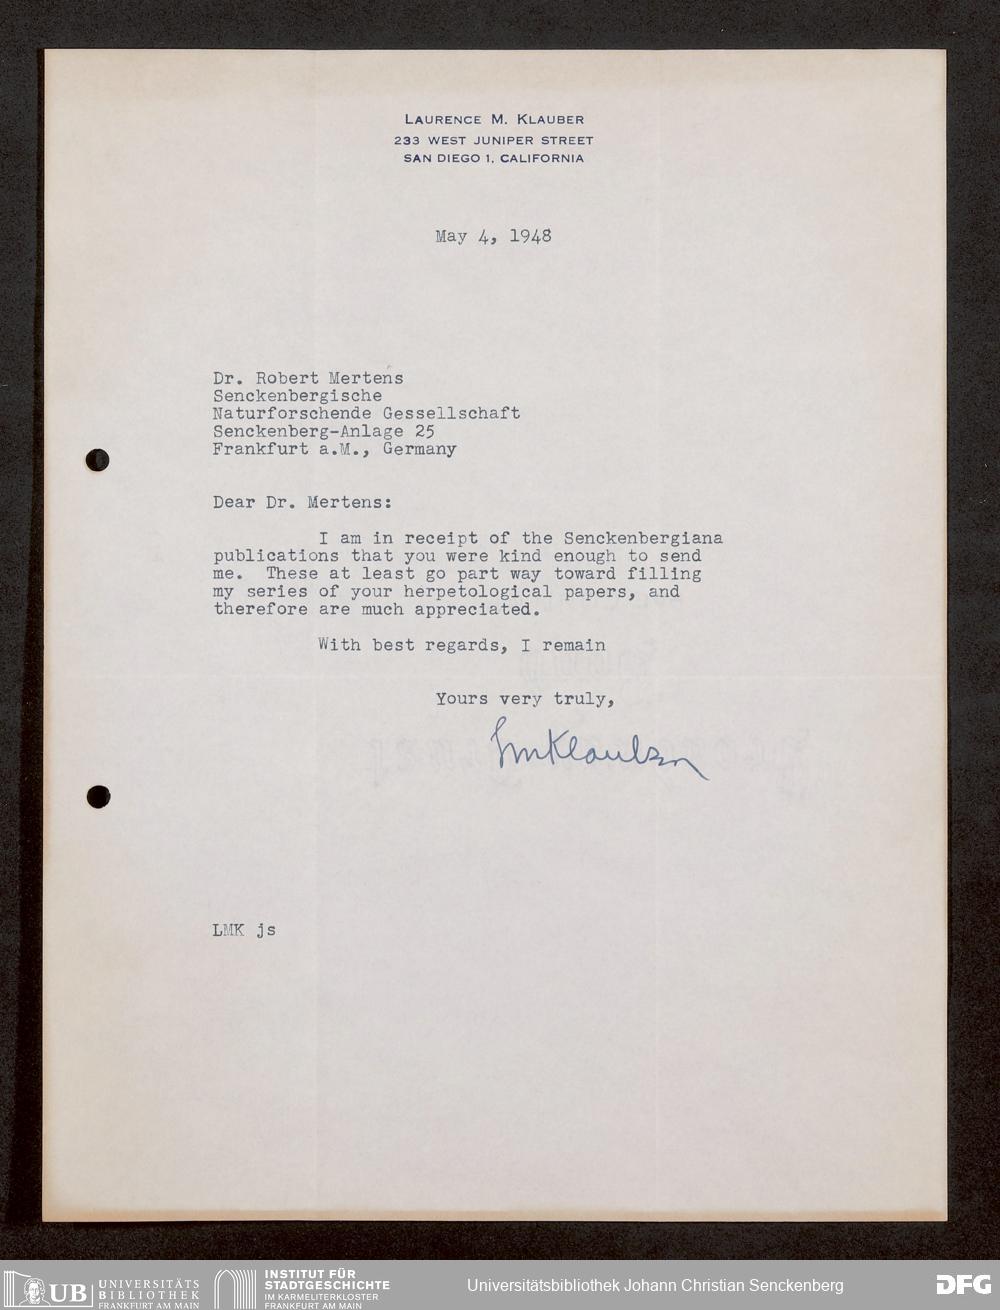 LAURENCE M. KLAUBER
233 WEST JUNIPER STREET
SAN DIEGO 1, CALIFORNIA
May 4, 1948
Dr. Robert Mertens
Senckenbergische
Naturforschende Gessellschaft
Senckenberg-Anlage 25
Frankfurt a.M., Germany
Dear Dr. Mertens:
I am in receipt of the Senckenbergiana
publications that you were kind enough to send
me. These at least go part way toward filling
my series of your herpetological papers, and
therefore are much appreciated.
With best regards, I remain
Yours very truly,
LMKlauber
LMK js
UB UNIVERSITÄTS
BIBLIOTHEK
FRANKFURT AM MAIN
INSTITUT FÜR
STADTGESCHICHTE
IM KARMELITERKLOSTER
FRANKFURT AM MAIN
Universitätsbibliothek Johann Christian Senckenberg
DFG